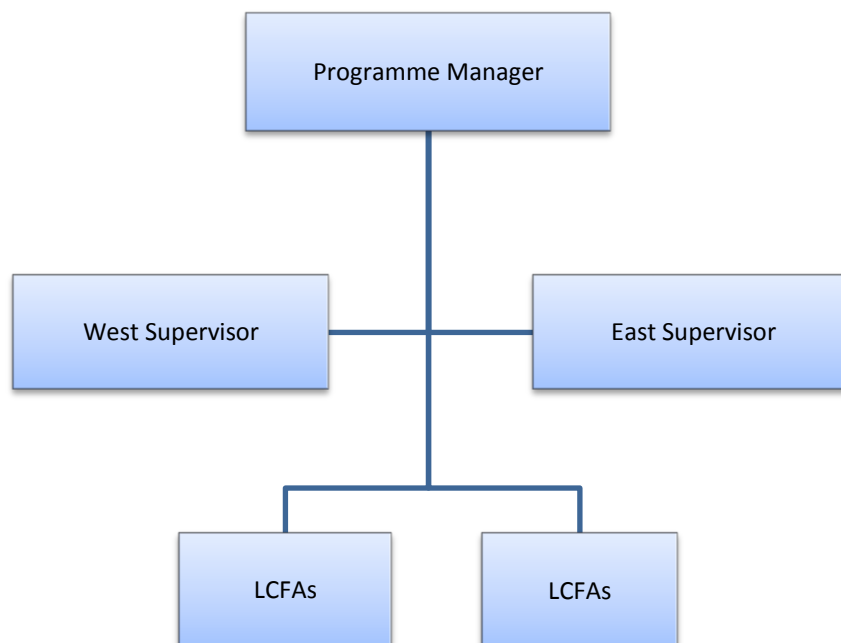 Programme Manager
West Supervisor
East Supervisor
LCFAs
LCFAs